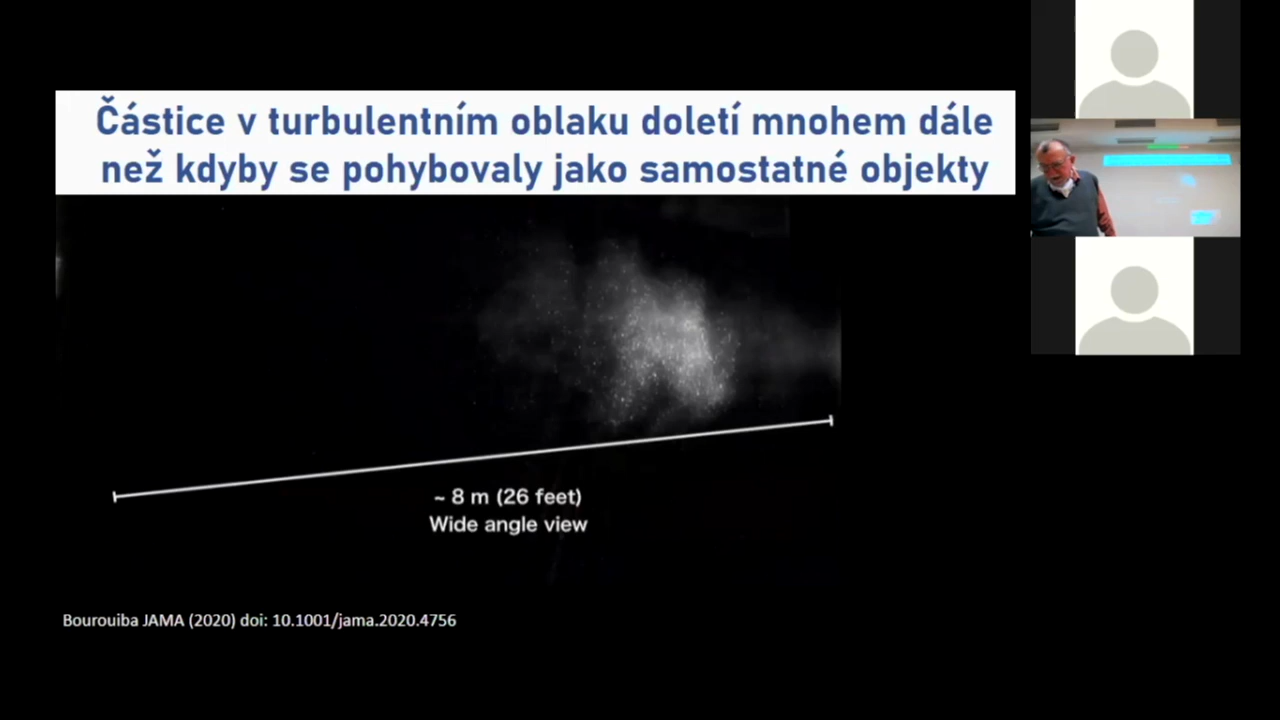 Částice v turbulentním oblaku doletí mnohem dále
než kdyby se pohybovaly jako samostatné objekty
~ 8 m (26 feet)
Wide angle view
Bourouiba JAMA (2020) doi: 10.1001/jama.2020.4756